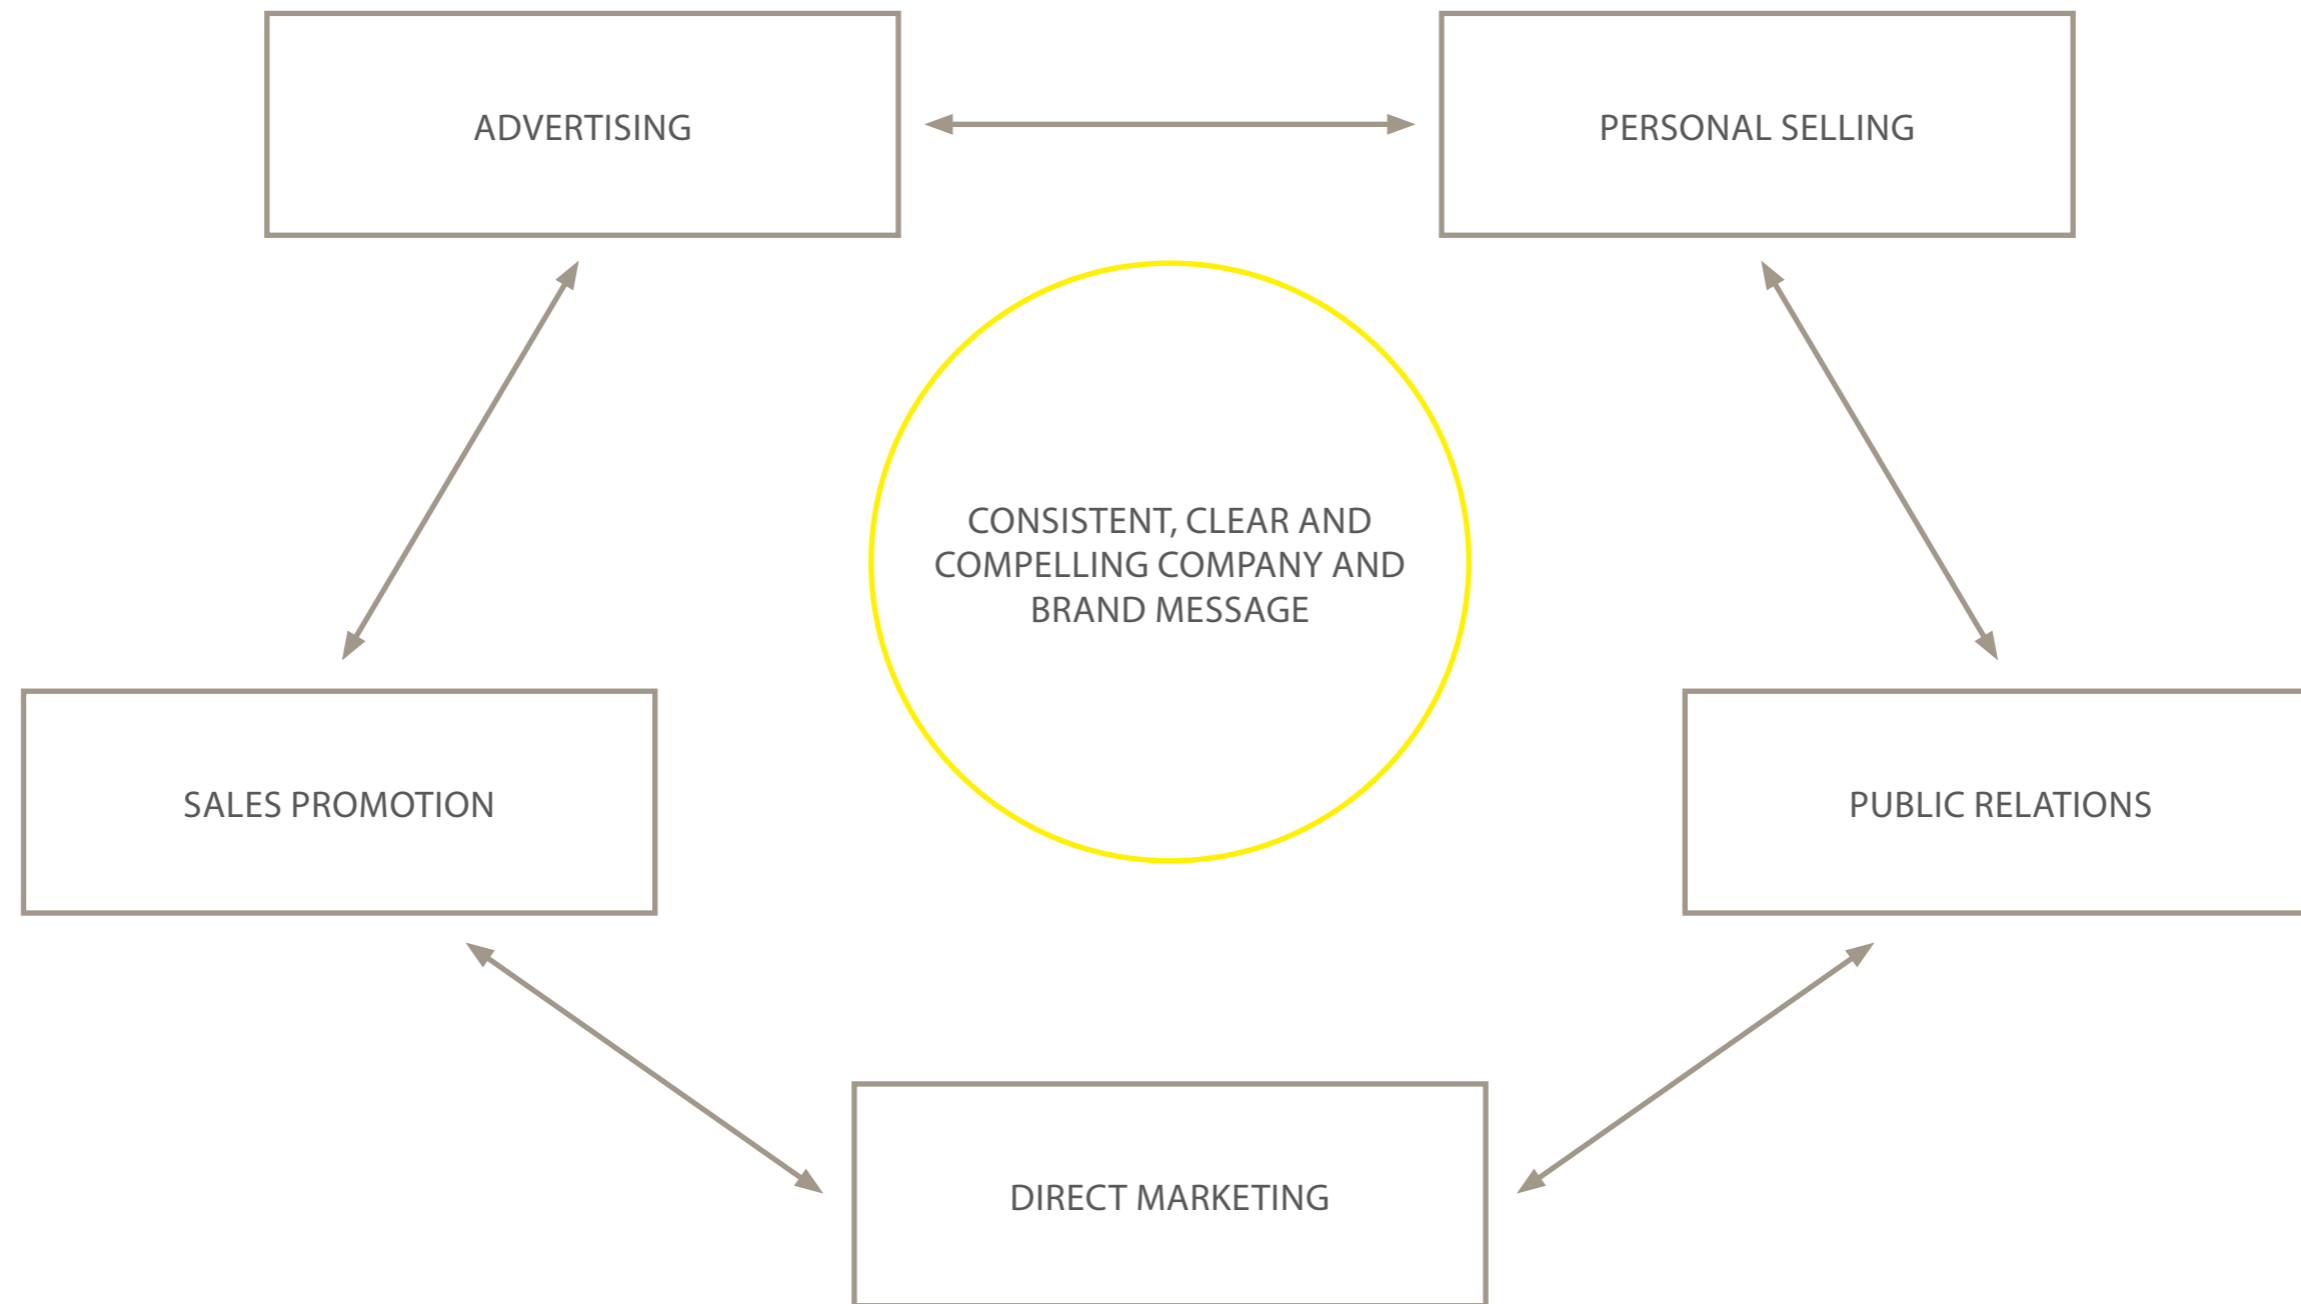 ADVERTISING
PERSONAL SELLING
CONSISTENT, CLEAR AND
COMPELLING COMPANY AND
BRAND MESSAGE
SALES PROMOTION
PUBLIC RELATIONS
DIRECT MARKETING